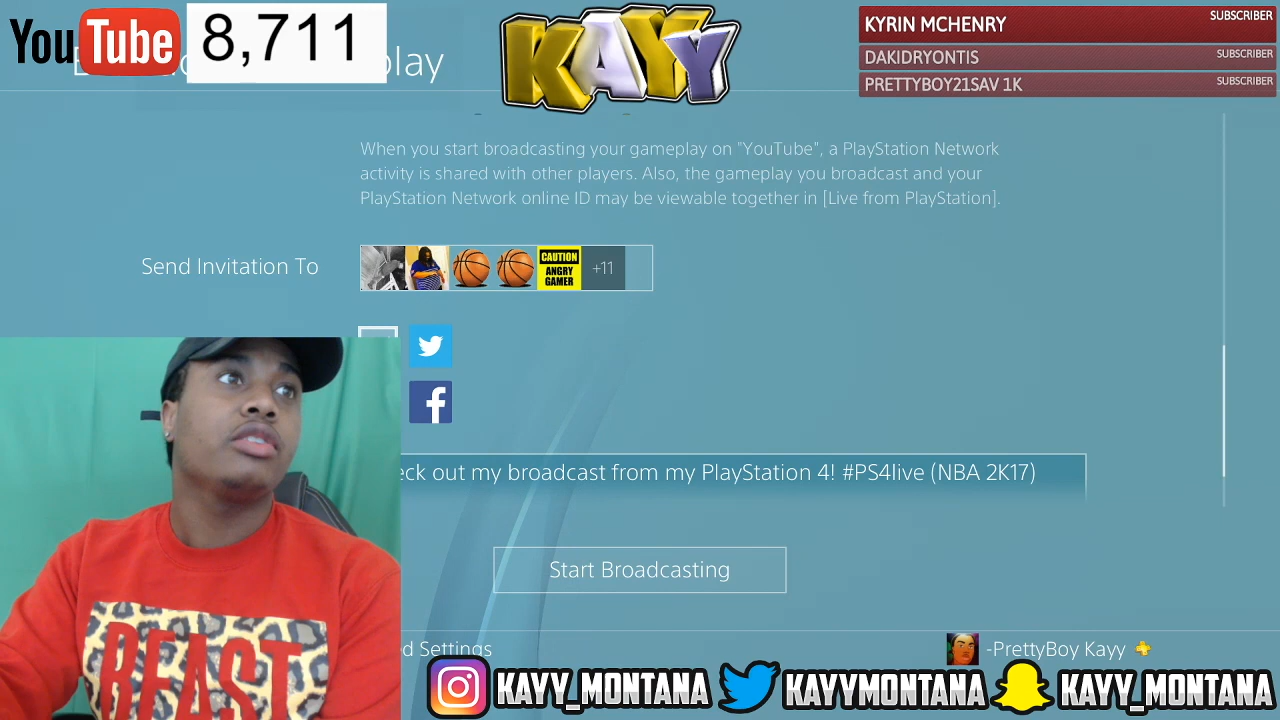 YouTube
8,711
play
KAYY
KYRIN MCHENRY SUBSCRIBER
DAKIDRYONTIS SUBSCRIBER
PRETTYBOY21SAV 1K SUBSCRIBER
When you start broadcasting your gameplay on "YouTube", a PlayStation Network
activity is shared with other players. Also, the gameplay you broadcast and your
PlayStation Network online ID may be viewable together in [Live from PlayStation].
Send Invitation To
CAUTION
ANGRY
GAMER
+11
eck out my broadcast from my PlayStation 4! #PS4live (NBA 2K17)
Start Broadcasting
BEAST
ed Settings
-PrettyBoy Kayy
KAYY_MONTANA
KAYYMONTANA
KAYY_MONTANA